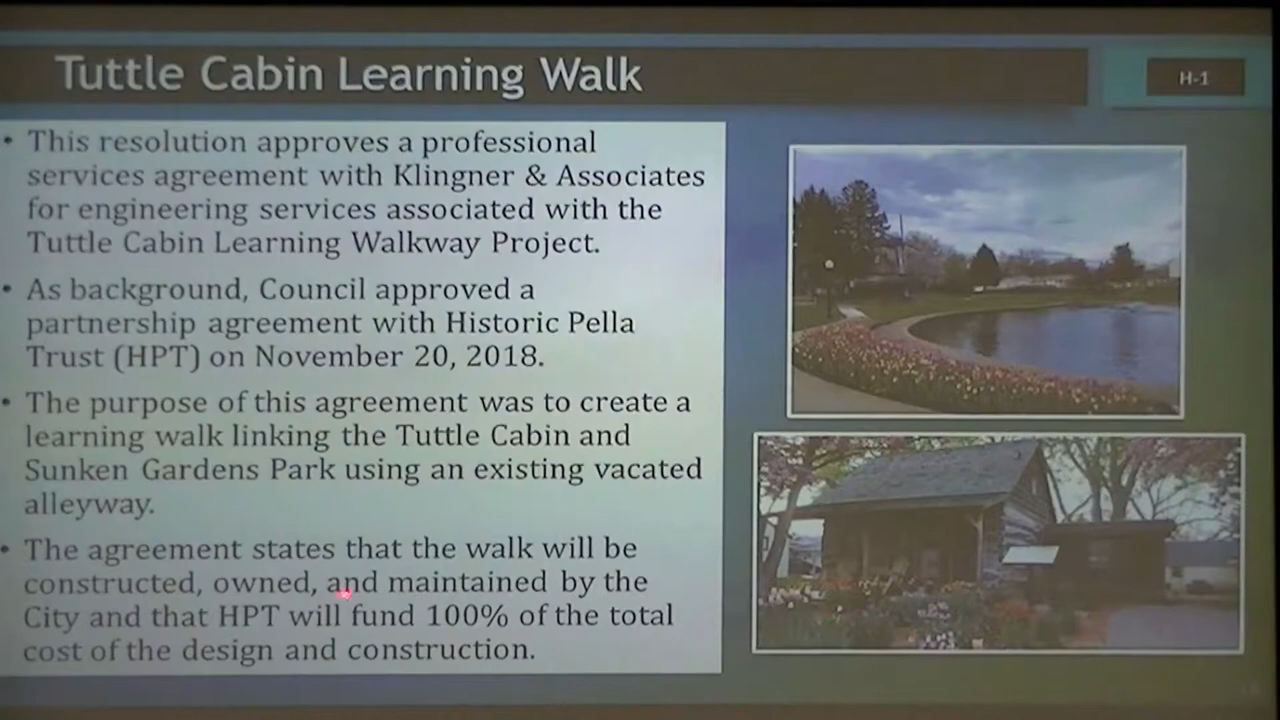 Tuttle Cabin Learning Walk
H-1
• This resolution approves a professional
services agreement with Klingner & Associates
for engineering services associated with the
Tuttle Cabin Learning Walkway Project.
• As background, Council approved a
partnership agreement with Historic Pella
Trust (HPT) on November 20, 2018.
• The purpose of this agreement was to create a
learning walk linking the Tuttle Cabin and
Sunken Gardens Park using an existing vacated
alleyway.
• The agreement states that the walk will be
constructed, owned, and maintained by the
City and that HPT will fund 100% of the total
cost of the design and construction.